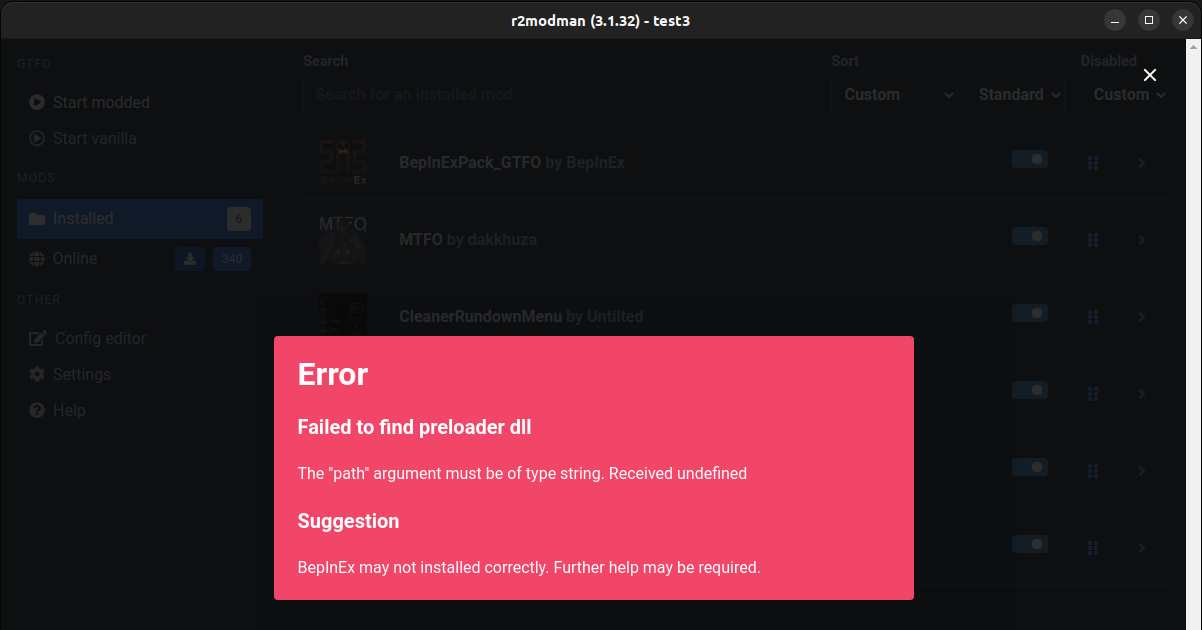 r2modman (3.1.32) - test3
GTFO
Start modded
Start vanilla
MODS
Installed 6
Online 340
OTHER
Config editor
Settings
Help
Search
Search for an installed mod
Sort
Custom
Standard
Disabled
Custom
BepInEx
BepInExPack_GTFO by BepInEx
MTFO
MTFO by dakkhuza
CleanerRundownMenu by Untilted
Error
Failed to find preloader dll
The "path" argument must be of type string. Received undefined
Suggestion
BepInEx may not installed correctly. Further help may be required.